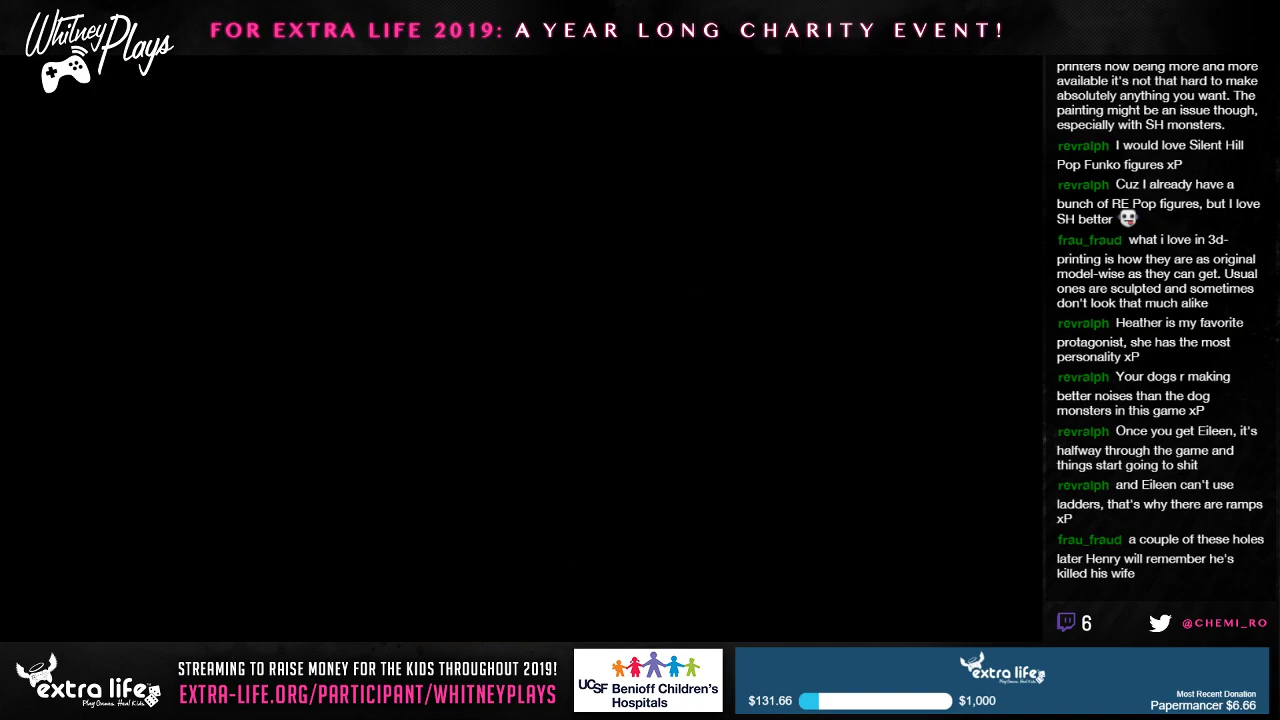 Whitney Plays
FOR EXTRA LIFE 2019: A YEAR LONG CHARITY EVENT!
printers now being more and more
available it's not that hard to make
absolutely anything you want. The
painting might be an issue though,
especially with SH monsters.
revralph I would love Silent Hill
Pop Funko figures xP
revralph Cuz I already have a
bunch of RE Pop figures, but I love
SH better
frau_fraud what i love in 3d-
printing is how they are as original
model-wise as they can get. Usual
ones are sculpted and sometimes
don't look that much alike
revralph Heather is my favorite
protagonist, she has the most
personality xP
revralph Your dogs r making
better noises than the dog
monsters in this game xP
revralph Once you get Eileen, it's
halfway through the game and
things start going to shit
revralph and Eileen can't use
ladders, that's why there are ramps
xP
frau_fraud a couple of these holes
later Henry will remember he's
killed his wife
6
@CHEMI_RO
extra life
Play Games. Heal Kids.
STREAMING TO RAISE MONEY FOR THE KIDS THROUGHOUT 2019!
EXTRA-LIFE.ORG/PARTICIPANT/WHITNEYPLAYS
UCSF Benioff Children's
Hospitals
extra life
Play Games. Heal Kids.
$131.66
$1,000
Most Recent Donation
Papermancer $6.66